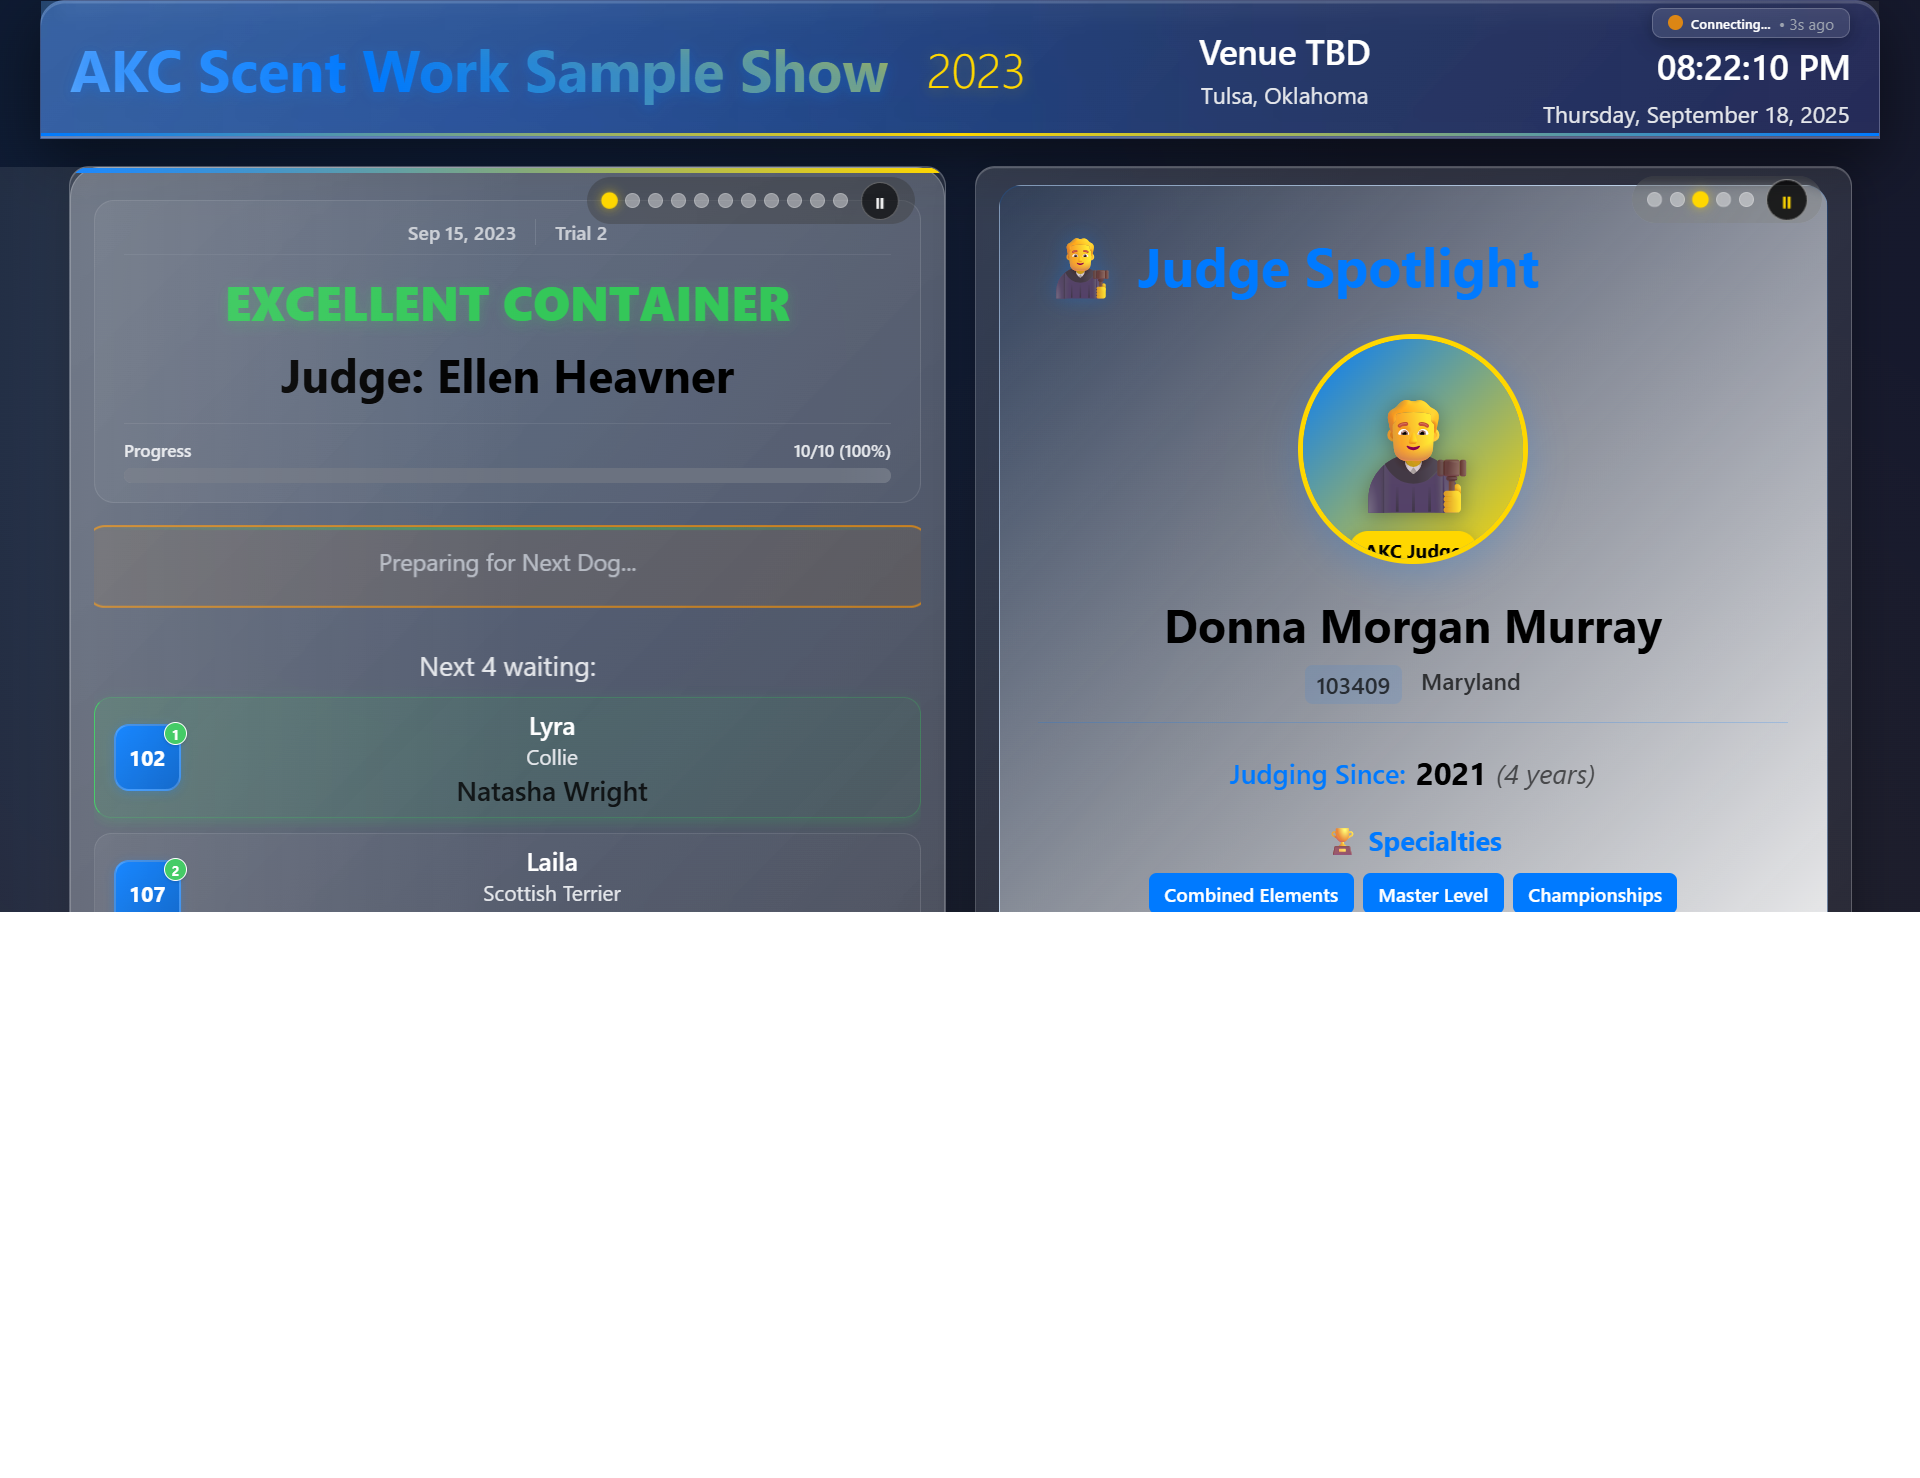 AKC Scent Work Sample Show 2023
Venue TBD
Tulsa, Oklahoma
Connecting... • 3s ago
08:22:10 PM
Thursday, September 18, 2025
Sep 15, 2023 Trial 2
EXCELLENT CONTAINER
Judge: Ellen Heavner
Progress 10/10 (100%)
Preparing for Next Dog...
Next 4 waiting:
102 1
Lyra
Collie
Natasha Wright
107 2
Laila
Scottish Terrier
Judge Spotlight
AKC Judge
Donna Morgan Murray
103409 Maryland
Judging Since: 2021 (4 years)
Specialties
Combined Elements Master Level Championships